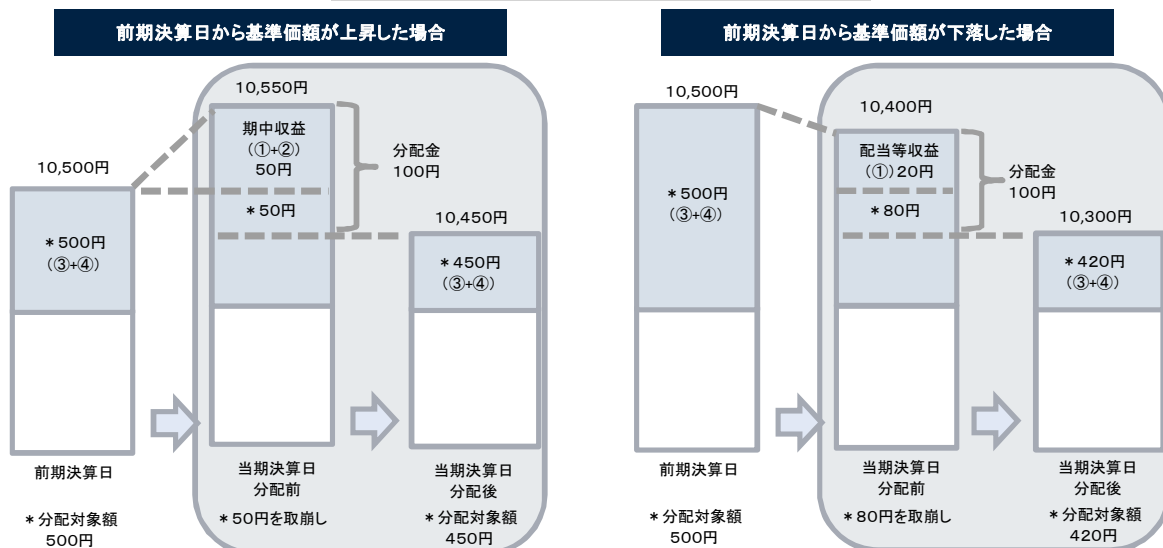 前期決算日から基準価額が上昇した場合
10,550円
期中収益
(①+②)
50円
分配金
100円
10,500円
*50円
10,450円
*500円
(③+④)
*450円
(③+④)
前期決算日
当期決算日
分配前
当期決算日
分配後
*分配対象額
500円
*50円を取崩し
*分配対象額
450円
前期決算日から基準価額が下落した場合
10,500円
10,400円
配当等収益
(①)20円
分配金
100円
*500円
(③+④)
*80円
10,300円
*420円
(③+④)
前期決算日
当期決算日
分配前
当期決算日
分配後
*分配対象額
500円
*80円を取崩し
*分配対象額
420円